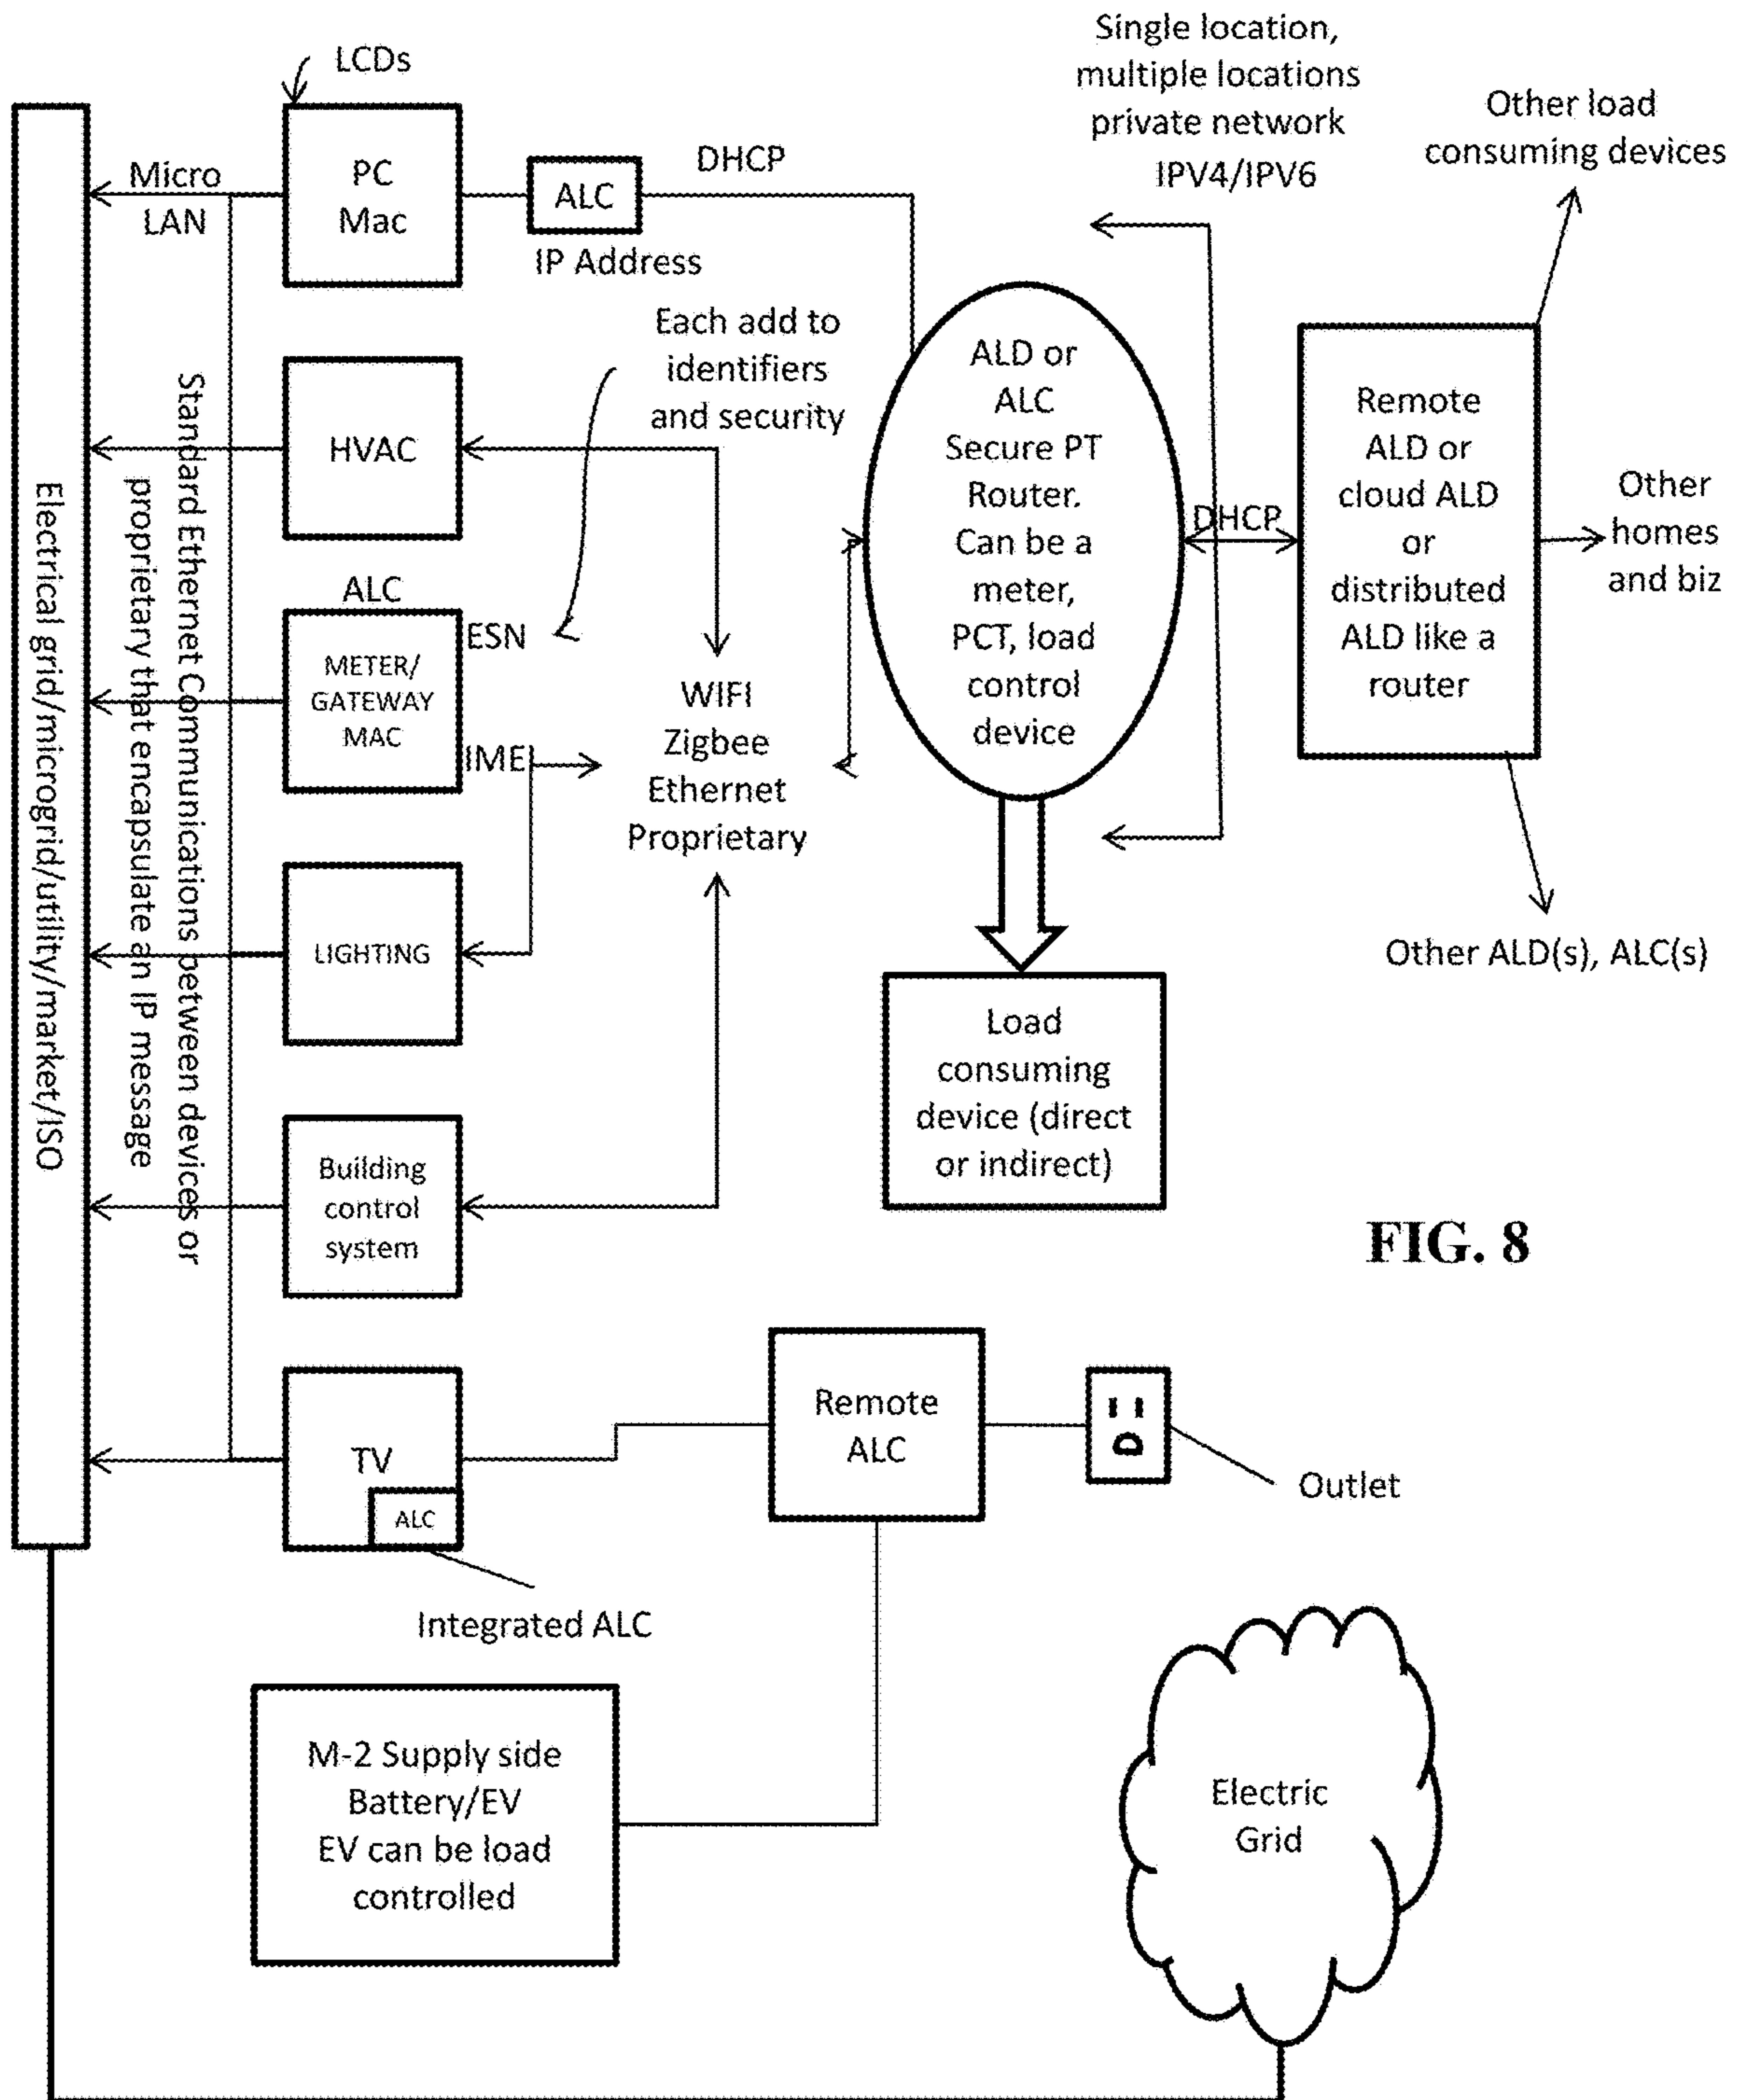 LCDs
Single location,
multiple locations
private network
IPV4/IPV6
Other load
consuming devices
Micro
LAN
PC
Mac
ALC
DHCP
IP Address
Each add to
identifiers
and security
HVAC
ALC
METER/
GATEWAY
MAC
ESN
IMEI
WIFI
Zigbee
Ethernet
Proprietary
ALD or
ALC
Secure PT
Router.
Can be a
meter,
PCT, load
control
device
DHCP
Remote
ALD or
cloud ALD
or
distributed
ALD like a
router
Other
homes
and biz
Other ALD(s), ALC(s)
LIGHTING
Load
consuming
device (direct
or indirect)
Building
control
system
Standard Ethernet Communications between devices or
proprietary that encapsulate an IP message
Electrical grid/microgrid/utility/market/ISO
FIG. 8
TV
ALC
Remote
ALC
Outlet
Integrated ALC
M-2 Supply side
Battery/EV
EV can be load
controlled
Electric
Grid